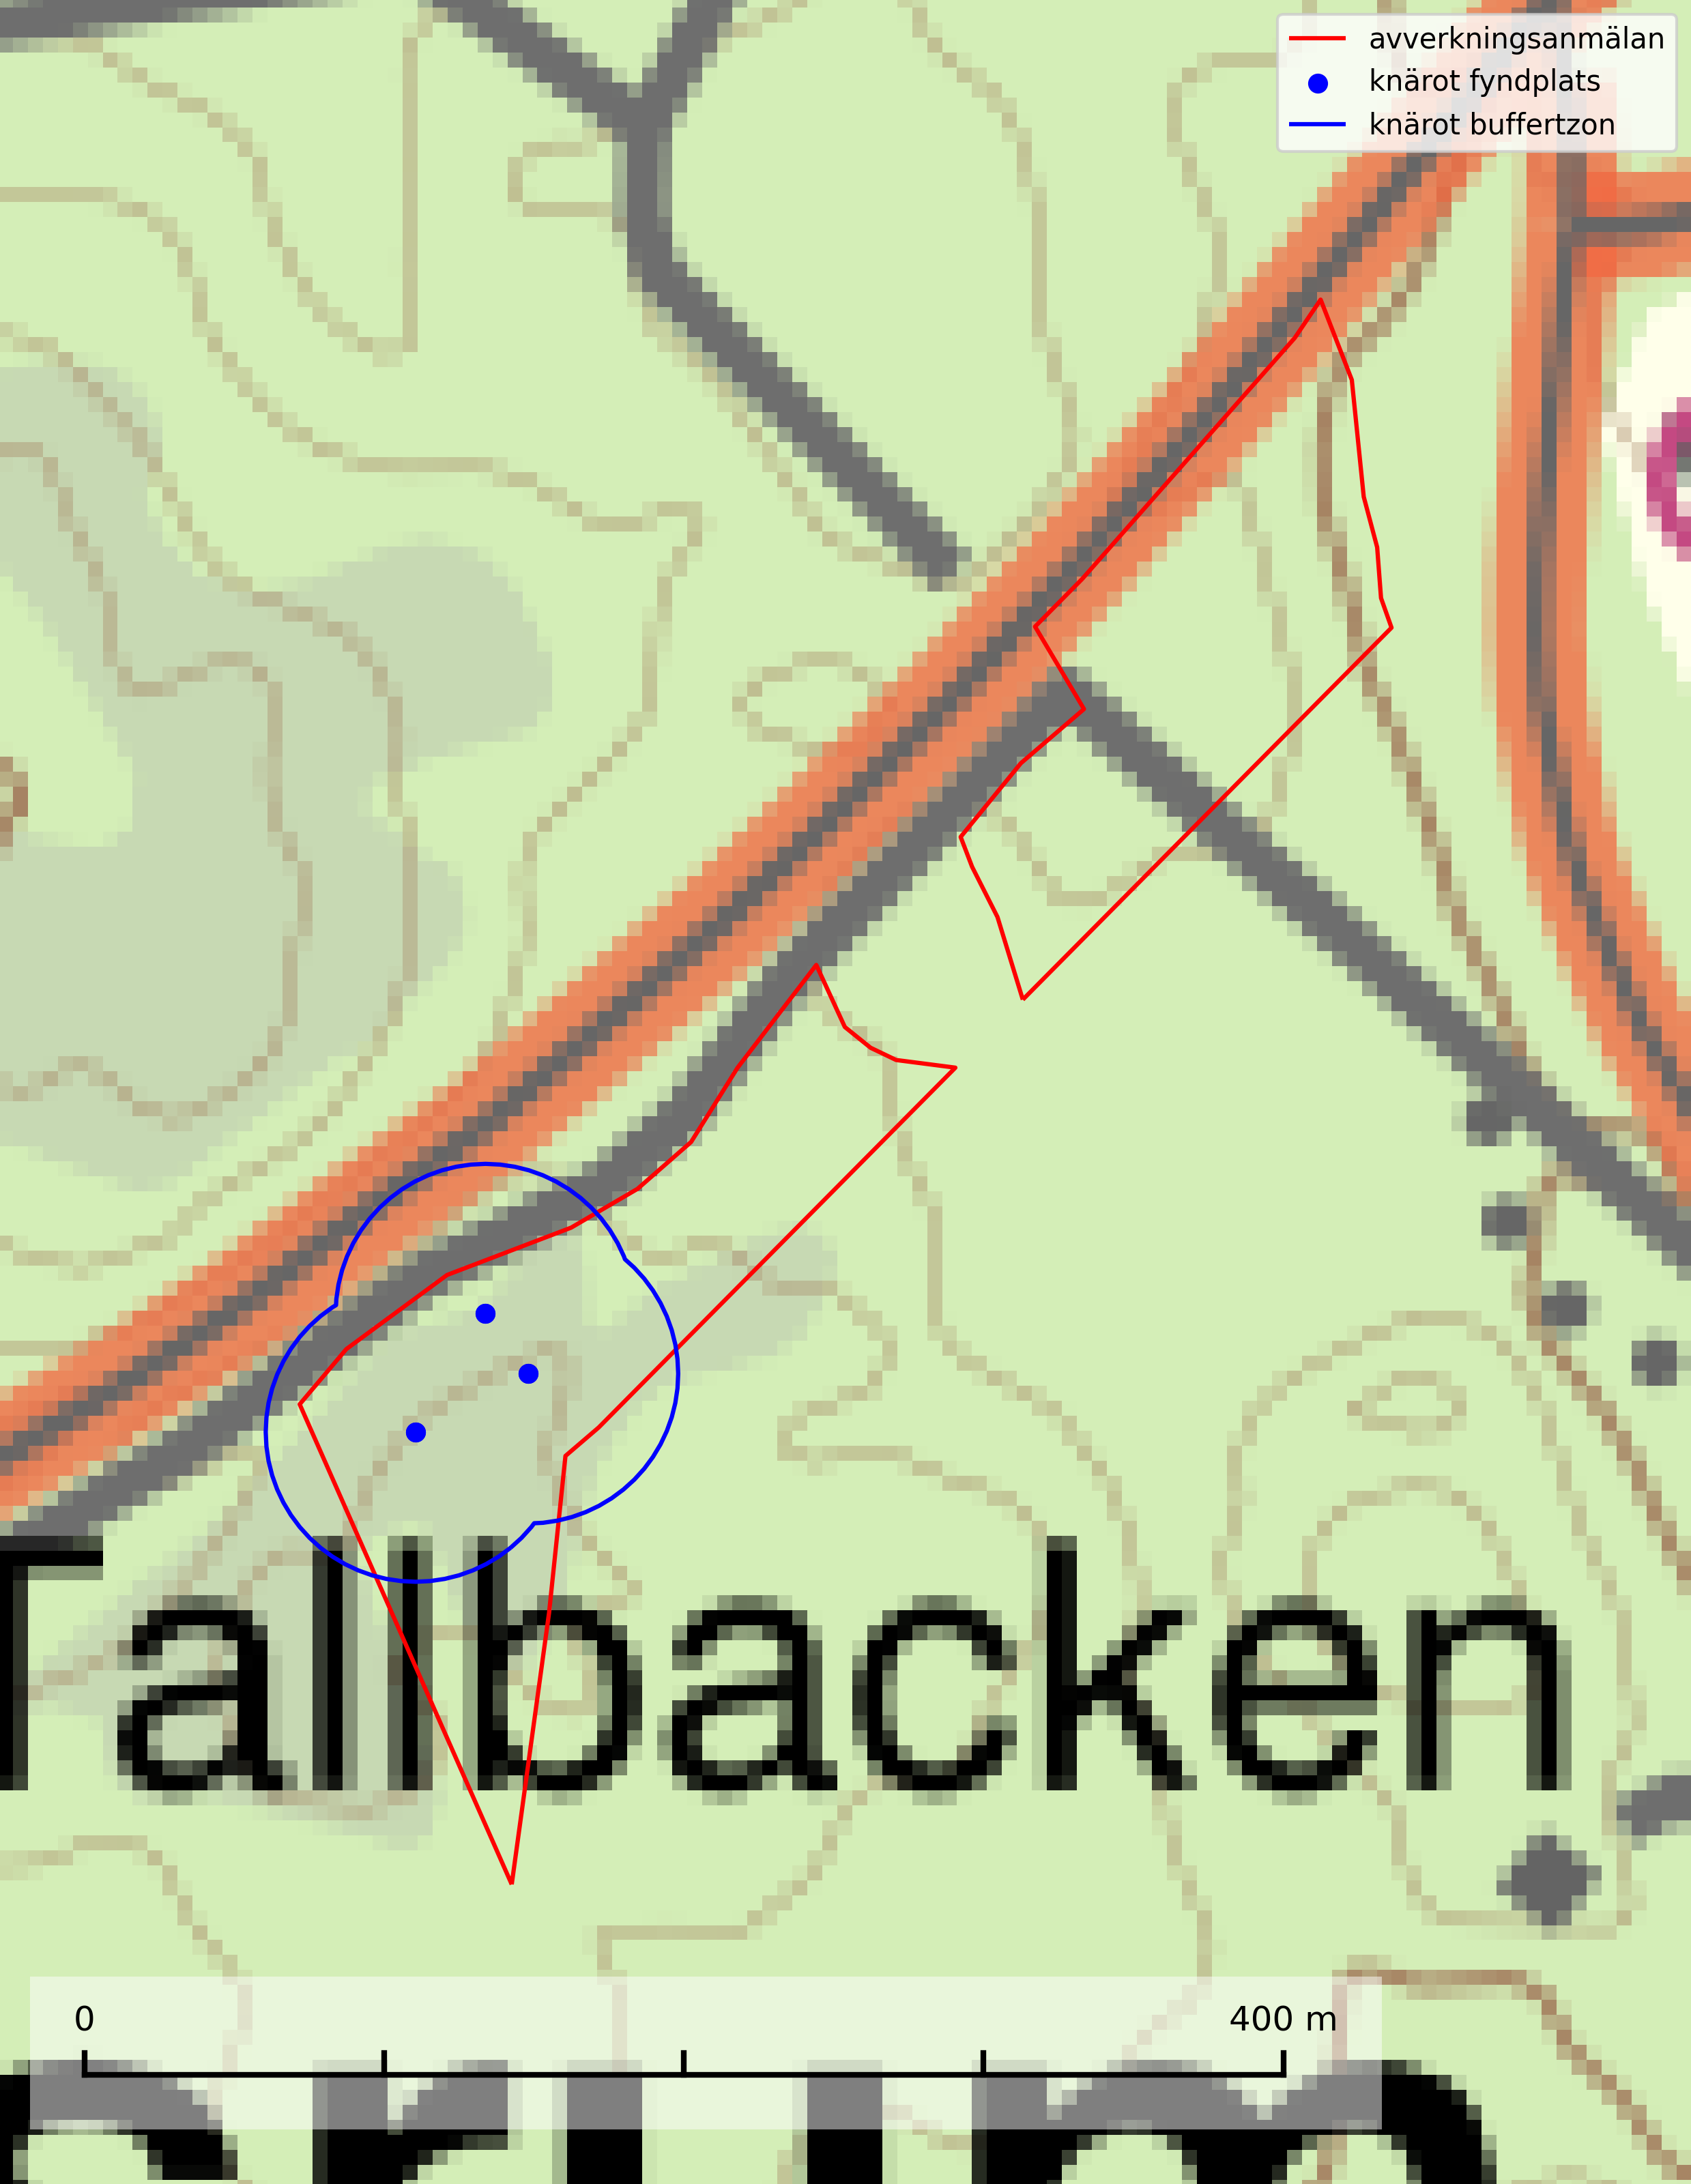 avverkningsanmälan
knärot fyndplats
knärot buffertzon
Tallbacken
0 400 m